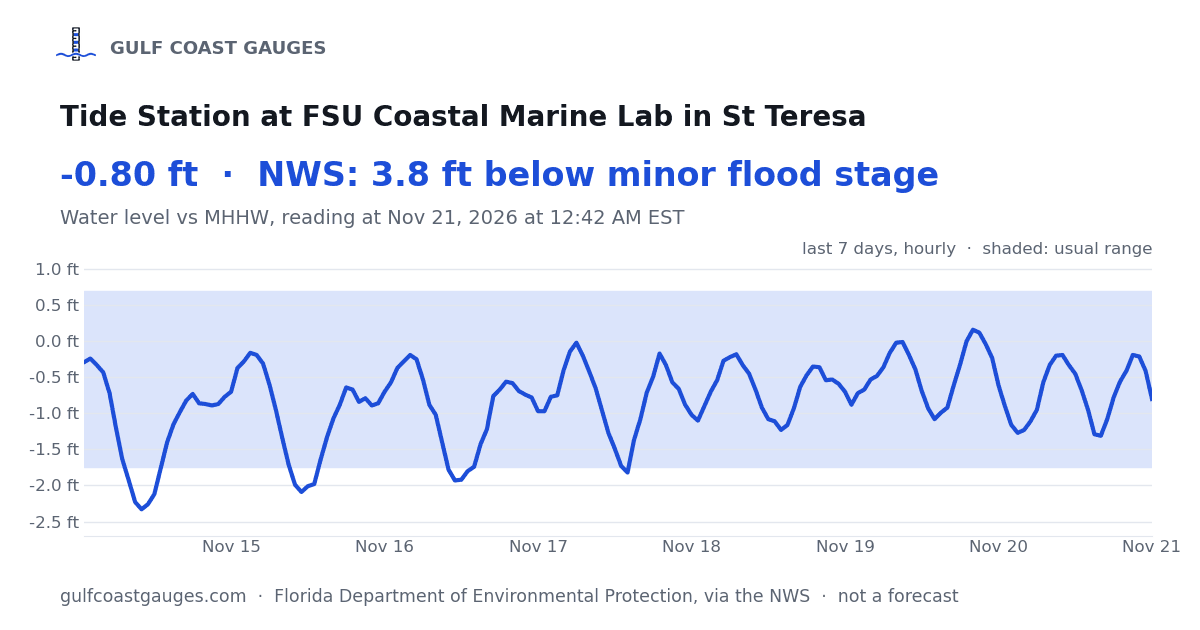 GULF COAST GAUGES
Tide Station at FSU Coastal Marine Lab in St Teresa
-0.80 ft · NWS: 3.8 ft below minor flood stage
Water level vs MHHW, reading at Nov 21, 2026 at 12:42 AM EST
last 7 days, hourly · shaded: usual range
1.0 ft
0.5 ft
0.0 ft
-0.5 ft
-1.0 ft
-1.5 ft
-2.0 ft
-2.5 ft
Nov 15 Nov 16 Nov 17 Nov 18 Nov 19 Nov 20 Nov 21
gulfcoastgauges.com · Florida Department of Environmental Protection, via the NWS · not a forecast